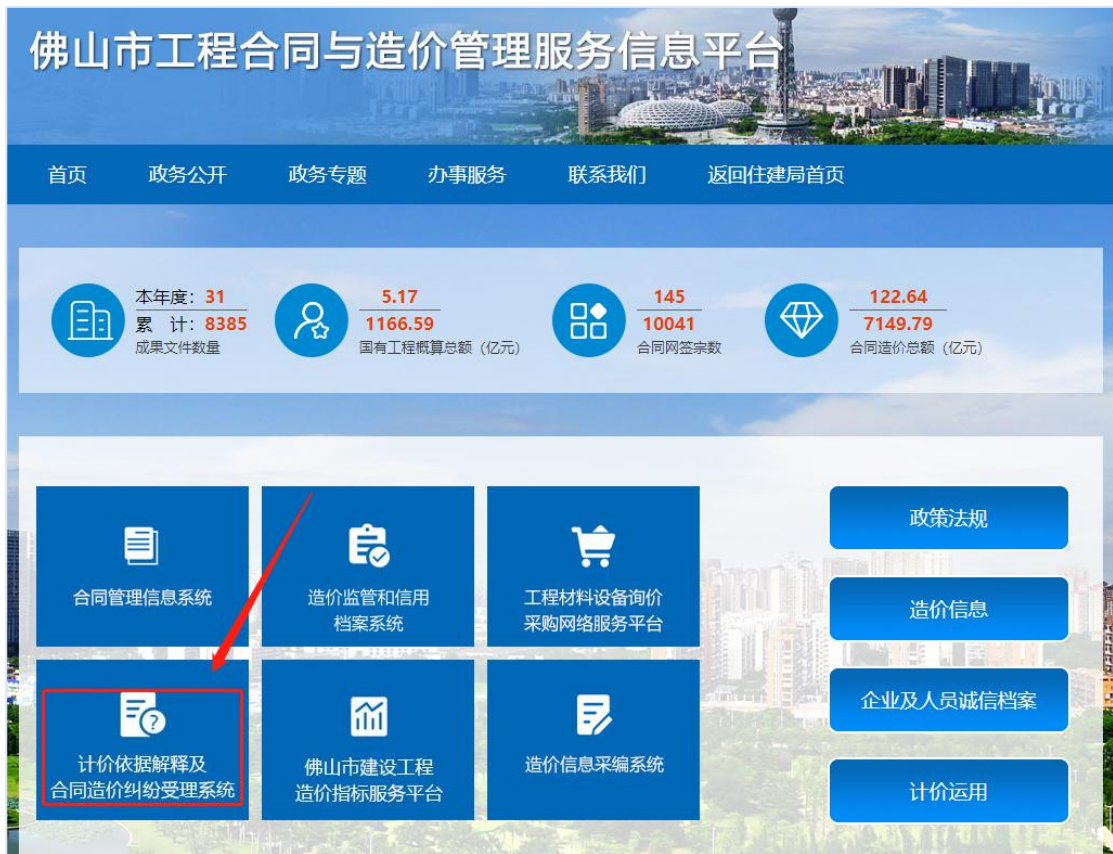 佛山市工程合同与造价管理服务信息平台
首页 政务公开 政务专题 办事服务 联系我们 返回住建局首页
本年度：31
累 计：8385
成果文件数量
5.17
1166.59
国有工程概算总额（亿元）
145
10041
合同网签宗数
122.64
7149.79
合同造价总额（亿元）
合同管理信息系统
造价监管和信用
档案系统
工程材料设备询价
采购网络服务平台
计价依据解释及
合同造价纠纷受理系统
佛山市建设工程
造价指标服务平台
造价信息采编系统
政策法规
造价信息
企业及人员诚信档案
计价运用